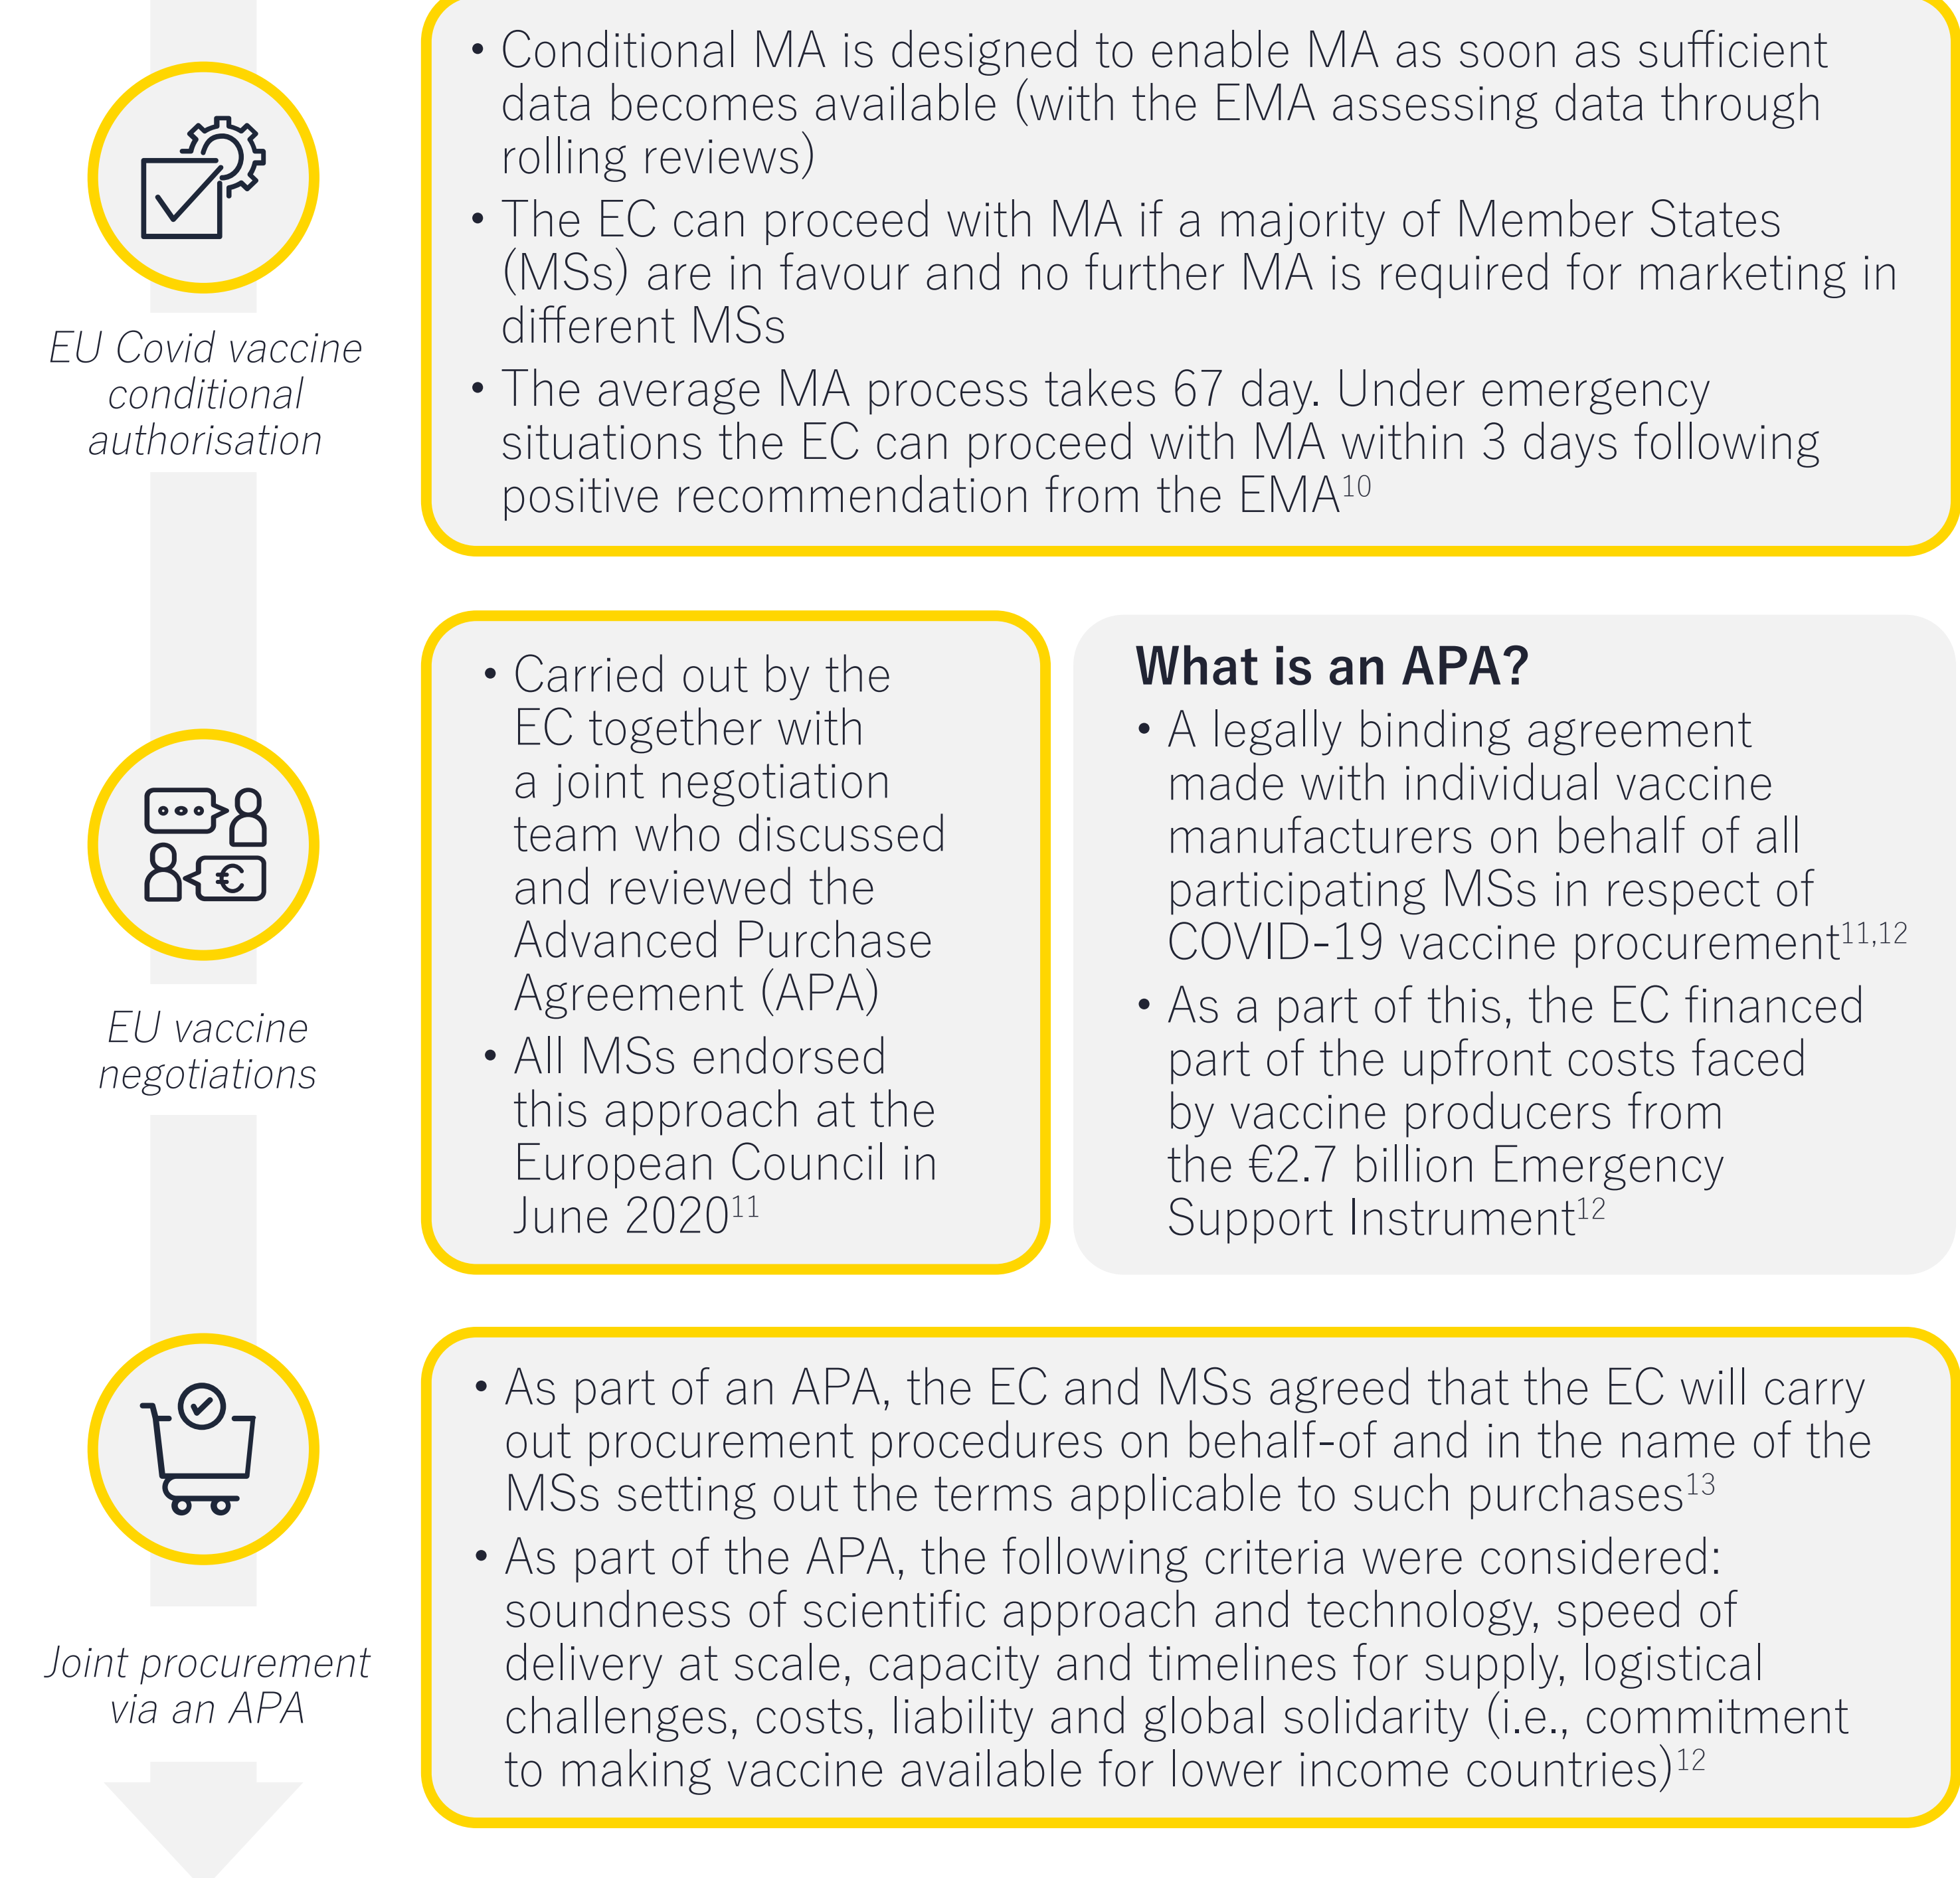 • Conditional MA is designed to enable MA as soon as sufficient
data becomes available (with the EMA assessing data through
rolling reviews)
• The EC can proceed with MA if a majority of Member States
(MSs) are in favour and no further MA is required for marketing in
different MSs
• The average MA process takes 67 day. Under emergency
situations the EC can proceed with MA within 3 days following
positive recommendation from the EMA10
EU Covid vaccine
conditional
authorisation
• Carried out by the
EC together with
a joint negotiation
team who discussed
and reviewed the
Advanced Purchase
Agreement (APA)
• All MSs endorsed
this approach at the
European Council in
June 202011
What is an APA?
• A legally binding agreement
made with individual vaccine
manufacturers on behalf of all
participating MSs in respect of
COVID-19 vaccine procurement11,12
• As a part of this, the EC financed
part of the upfront costs faced
by vaccine producers from
the €2.7 billion Emergency
Support Instrument12
€
EU vaccine
negotiations
• As part of an APA, the EC and MSs agreed that the EC will carry
out procurement procedures on behalf-of and in the name of the
MSs setting out the terms applicable to such purchases13
• As part of the APA, the following criteria were considered:
soundness of scientific approach and technology, speed of
delivery at scale, capacity and timelines for supply, logistical
challenges, costs, liability and global solidarity (i.e., commitment
to making vaccine available for lower income countries)12
Joint procurement
via an APA